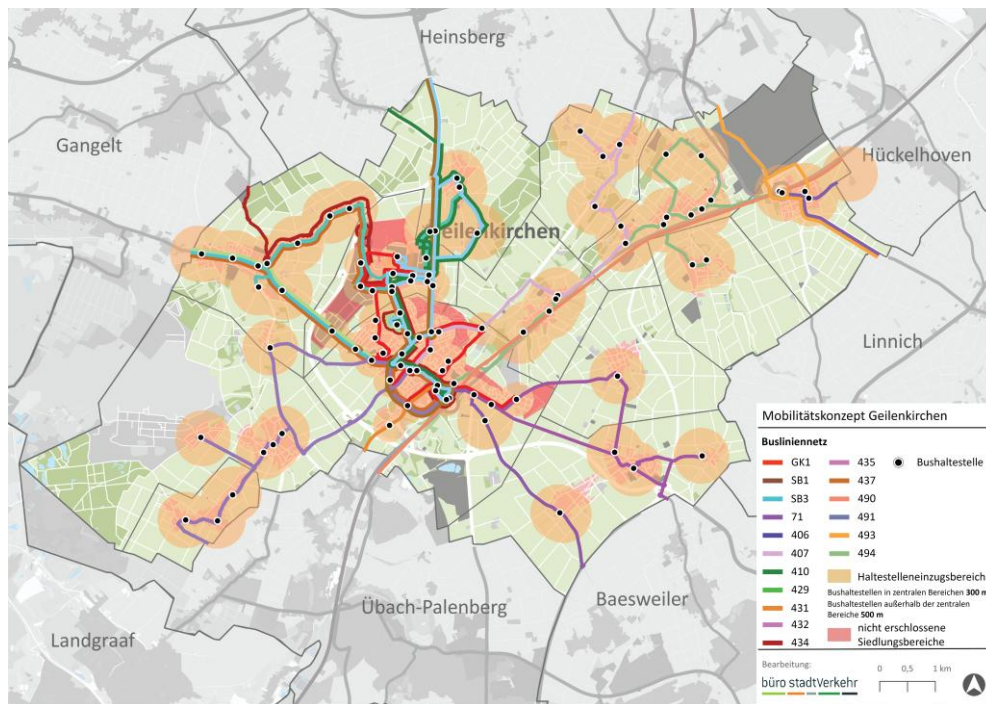 Heinsberg
Gangelt
Hückelhoven
eilenkirchen
Linnich
Übach-Palenberg
Baesweiler
Landgraaf
Mobilitätskonzept Geilenkirchen
Busliniennetz
GK1
SB1
SB3
71
406
407
410
429
431
432
434
435
437
490
491
493
494
Bushaltestelle
Haltestelleneinzugsbereich
Bushaltestellen in zentralen Bereichen 300 m
Bushaltestellen außerhalb der zentralen
Bereiche 500 m
nicht erschlossene
Siedlungsbereiche
Bearbeitung:
büro stadtVerkehr
0 0,5 1 km